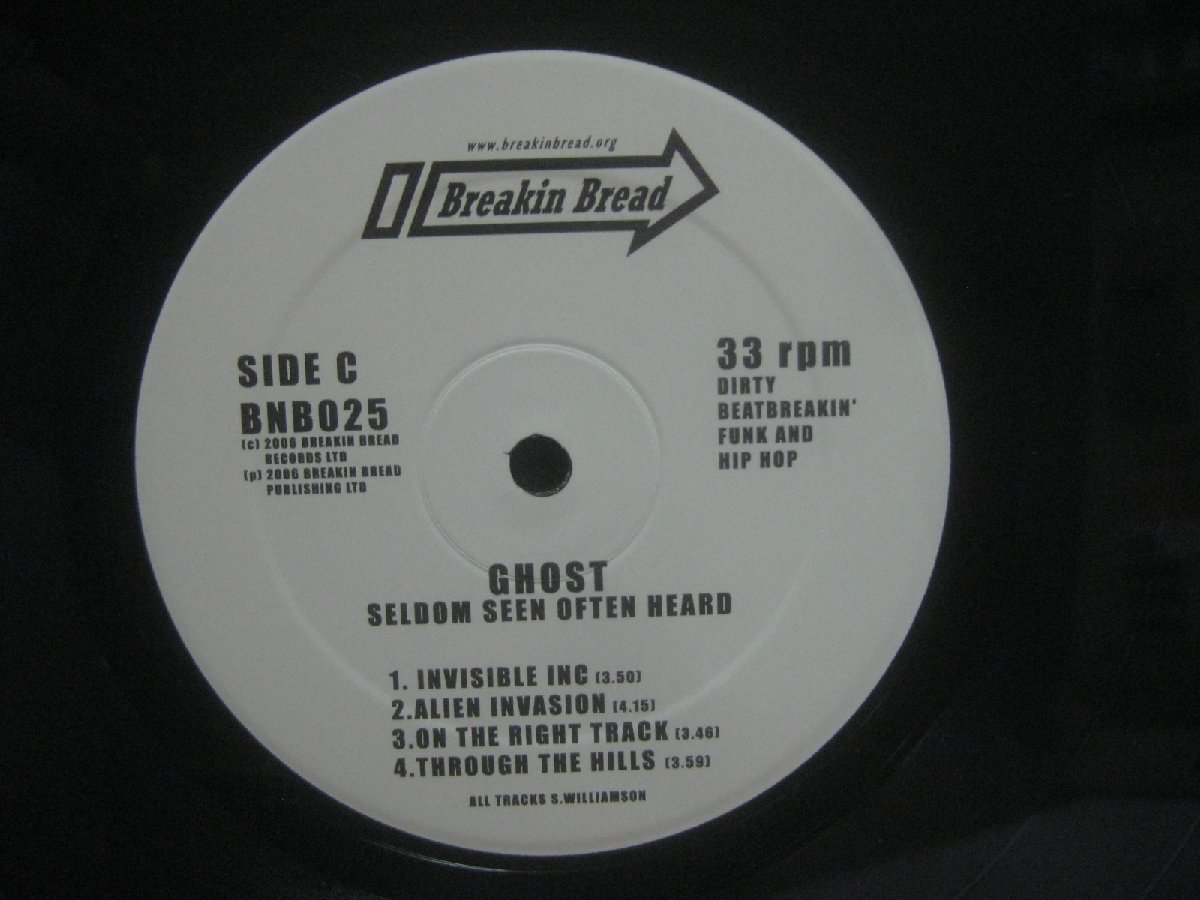 www.breakinbread.org
Breakin Bread
SIDE C
BNB025
(c) 2006 BREAKIN BREAD
RECORDS LTD
(p) 2006 BREAKIN BREAD
PUBLISHING LTD
33 rpm
DIRTY
BEATBREAKIN'
FUNK AND
HIP HOP
GHOST
SELDOM SEEN OFTEN HEARD
1. INVISIBLE INC (3.50)
2.ALIEN INVASION (4.15)
3.ON THE RIGHT TRACK (3.46)
4.THROUGH THE HILLS (3.59)
ALL TRACKS S.WILLIAMSON